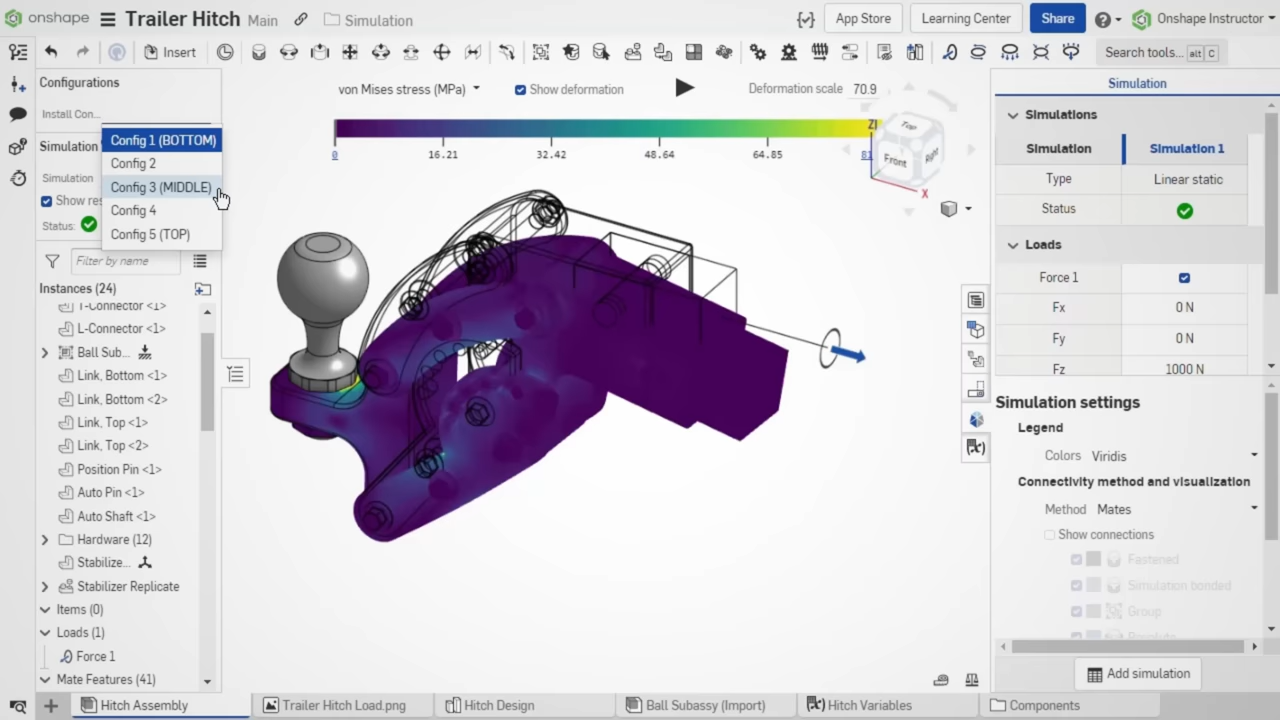 onshape
Trailer Hitch Main
Simulation
App Store
Learning Center
Share
Onshape Instructor
Insert
Search tools... alt C
Configurations
Install Con...
Config 1 (BOTTOM)
Config 2
Config 3 (MIDDLE)
Config 4
Config 5 (TOP)
Simulation
Simulation
Show res
Status:
Filter by name
Instances (24)
T-Connector <1>
L-Connector <1>
Ball Sub...
Link, Bottom <1>
Link, Bottom <2>
Link, Top <1>
Link, Top <2>
Position Pin <1>
Auto Pin <1>
Auto Shaft <1>
Hardware (12)
Stabilize...
Stabilizer Replicate
Items (0)
Loads (1)
Force 1
Mate Features (41)
von Mises stress (MPa)
Show deformation
Deformation scale 70.9
0 16.21 32.42 48.64 64.85 81
Z
Top
Front
Right
X
Simulation
Simulations
Simulation Simulation 1
Type Linear static
Status
Loads
Force 1
Fx 0 N
Fy 0 N
Fz 1000 N
Simulation settings
Legend
Colors Viridis
Connectivity method and visualization
Method Mates
Show connections
Fastened
Simulation bonded
Group
Add simulation
Hitch Assembly
Trailer Hitch Load.png
Hitch Design
Ball Subassy (Import)
Hitch Variables
Components